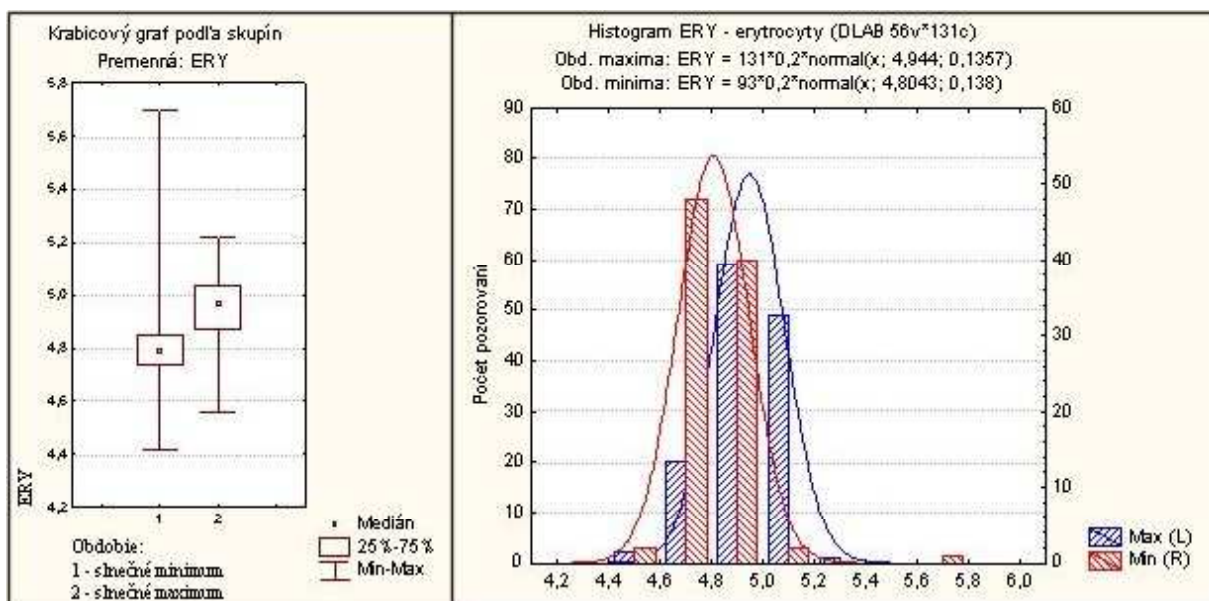 Krabicový graf podľa skupín
Premenná: ERY
5,8
5,6
5,4
5,2
5,0
4,8
4,6
4,4
4,2
ERY
1 2
Obdobie:
1 - slnečné minimum
2 - slnečné maximum
Medián
25%-75%
Min-Max
Histogram ERY - erytrocyty (DLAB 56v*131c)
Obd. maxima: ERY = 131*0,2*normal(x; 4,944; 0,1357)
Obd. minima: ERY = 93*0,2*normal(x; 4,8043; 0,138)
Počet pozorovaní
90
80
70
60
50
40
30
20
10
0
60
50
40
30
20
10
0
4,2 4,4 4,6 4,8 5,0 5,2 5,4 5,6 5,8 6,0
Max (L)
Min (R)